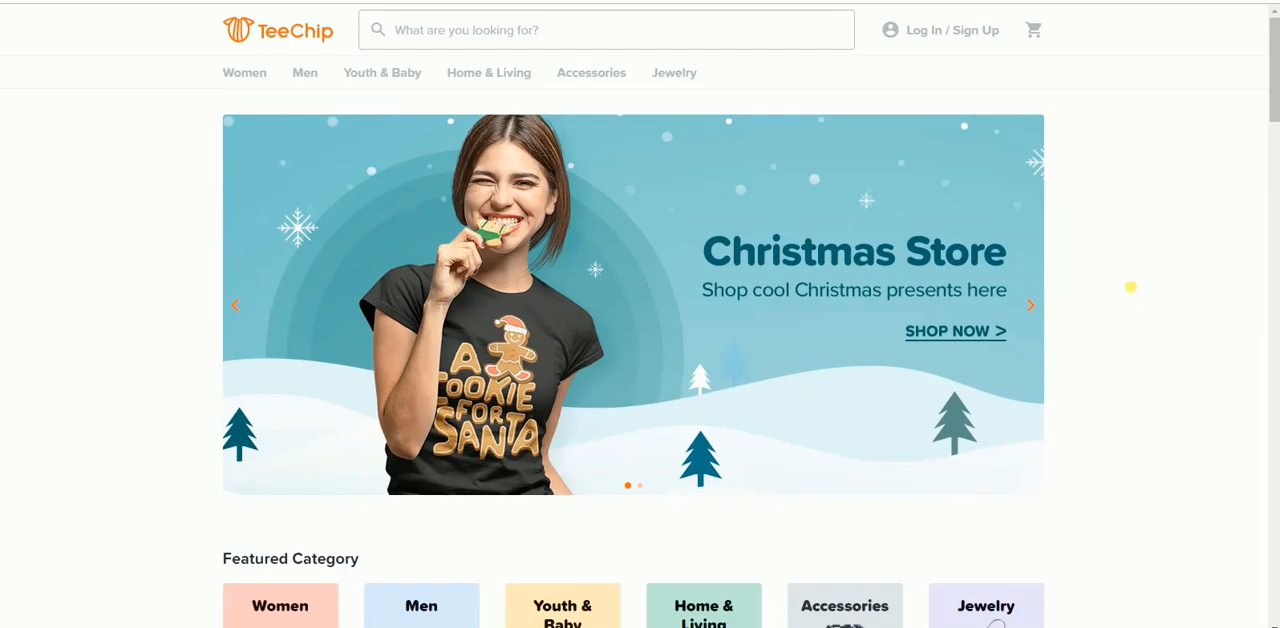 TeeChip
What are you looking for?
Log In / Sign Up
Women
Men
Youth & Baby
Home & Living
Accessories
Jewelry
Christmas Store
Shop cool Christmas presents here
SHOP NOW >
A
COOKIE
FOR
SANTA
Featured Category
Women
Men
Youth &
Baby
Home &
Living
Accessories
Jewelry